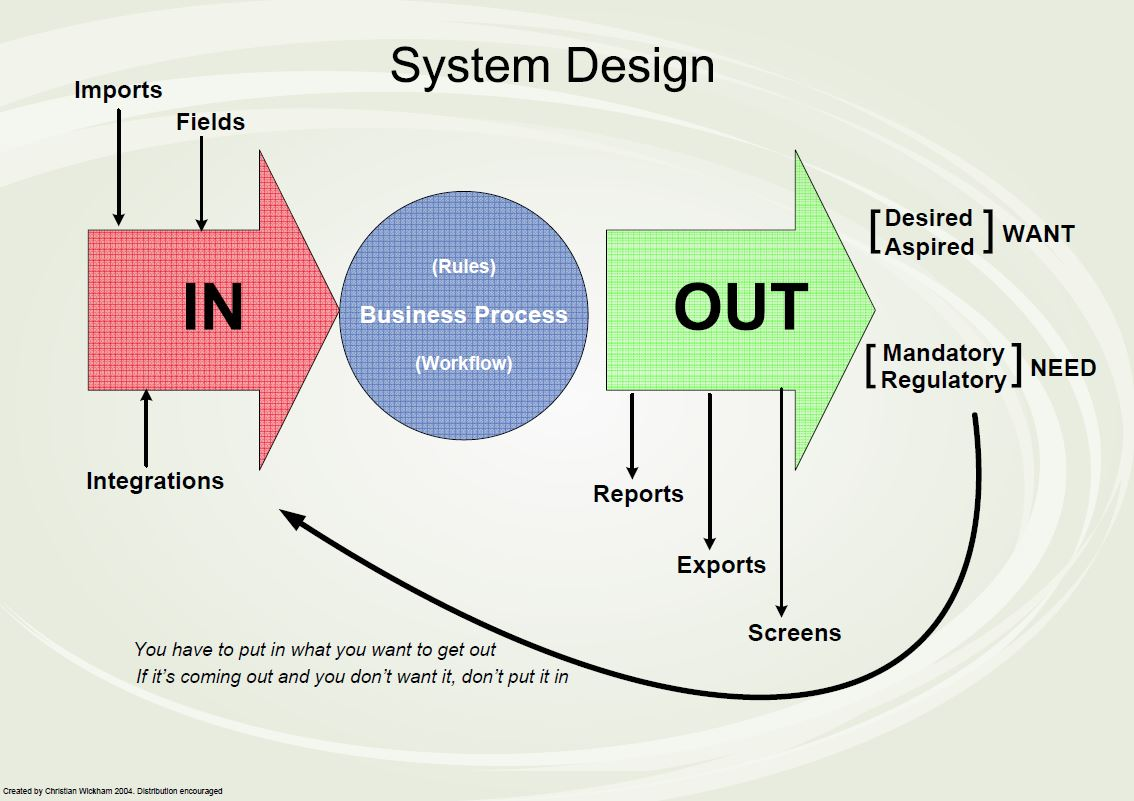 System Design
Imports
Fields
IN
Integrations
(Rules)
Business Process
(Workflow)
OUT
[Desired
Aspired] WANT
[Mandatory
Regulatory] NEED
Reports
Exports
Screens
You have to put in what you want to get out
If it's coming out and you don't want it, don't put it in
Created by Christian Wickham 2004. Distribution encouraged